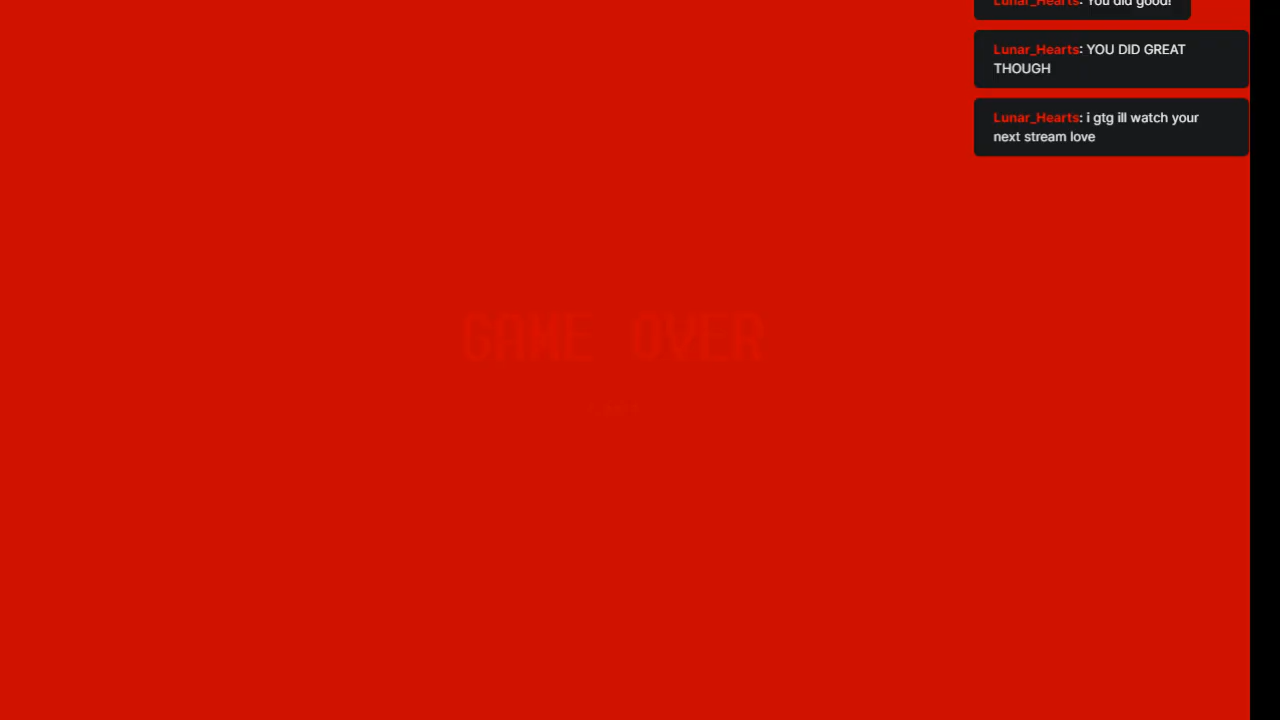 Lunar_Hearts: You did good!
Lunar_Hearts: YOU DID GREAT
THOUGH
Lunar_Hearts: i gtg ill watch your
next stream love
GAME OVER